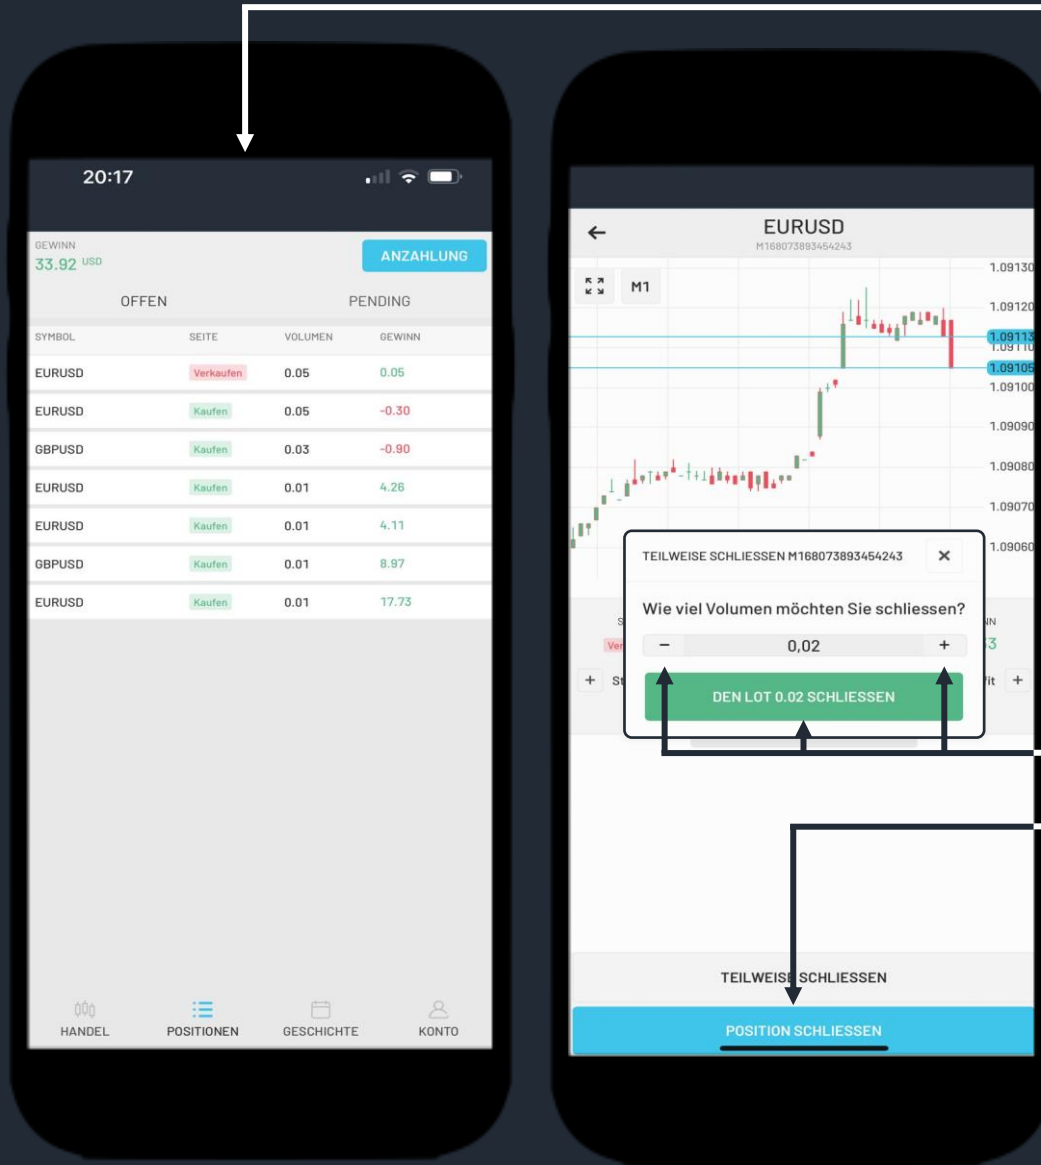 20:17
GEWINN
33.92 USD
ANZAHLUNG
OFFEN PENDING
SYMBOL SEITE VOLUMEN GEWINN
EURUSD Verkaufen 0.05 0.05
EURUSD Kaufen 0.05 -0.30
GBPUSD Kaufen 0.03 -0.90
EURUSD Kaufen 0.01 4.26
EURUSD Kaufen 0.01 4.11
GBPUSD Kaufen 0.01 8.97
EURUSD Kaufen 0.01 17.73
HANDEL POSITIONEN GESCHICHTE KONTO
EURUSD
M168073893454243
M1
1.09130
1.09120
1.09113
1.09110
1.09105
1.09100
1.09090
1.09080
1.09070
1.09060
TEILWEISE SCHLIESSEN M168073893454243
Wie viel Volumen möchten Sie schliessen?
- 0,02 +
DEN LOT 0.02 SCHLIESSEN
TEILWEISE SCHLIESSEN
POSITION SCHLIESSEN